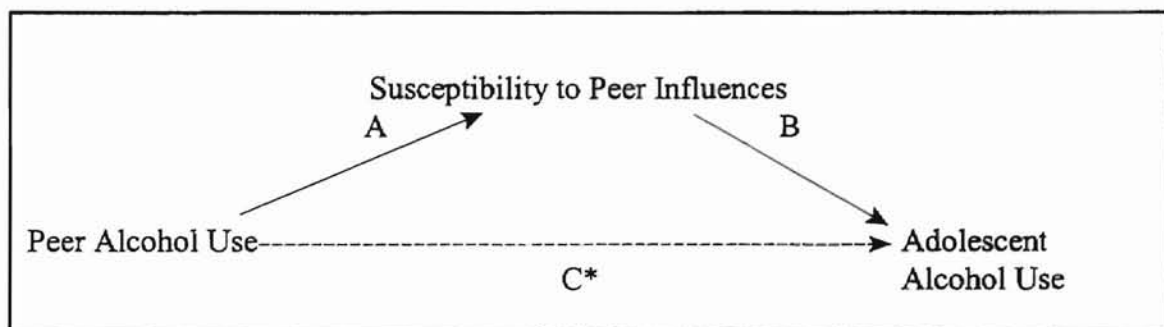 Susceptibility to Peer Influences
A
B
Peer Alcohol Use
Adolescent
C*
Alcohol Use